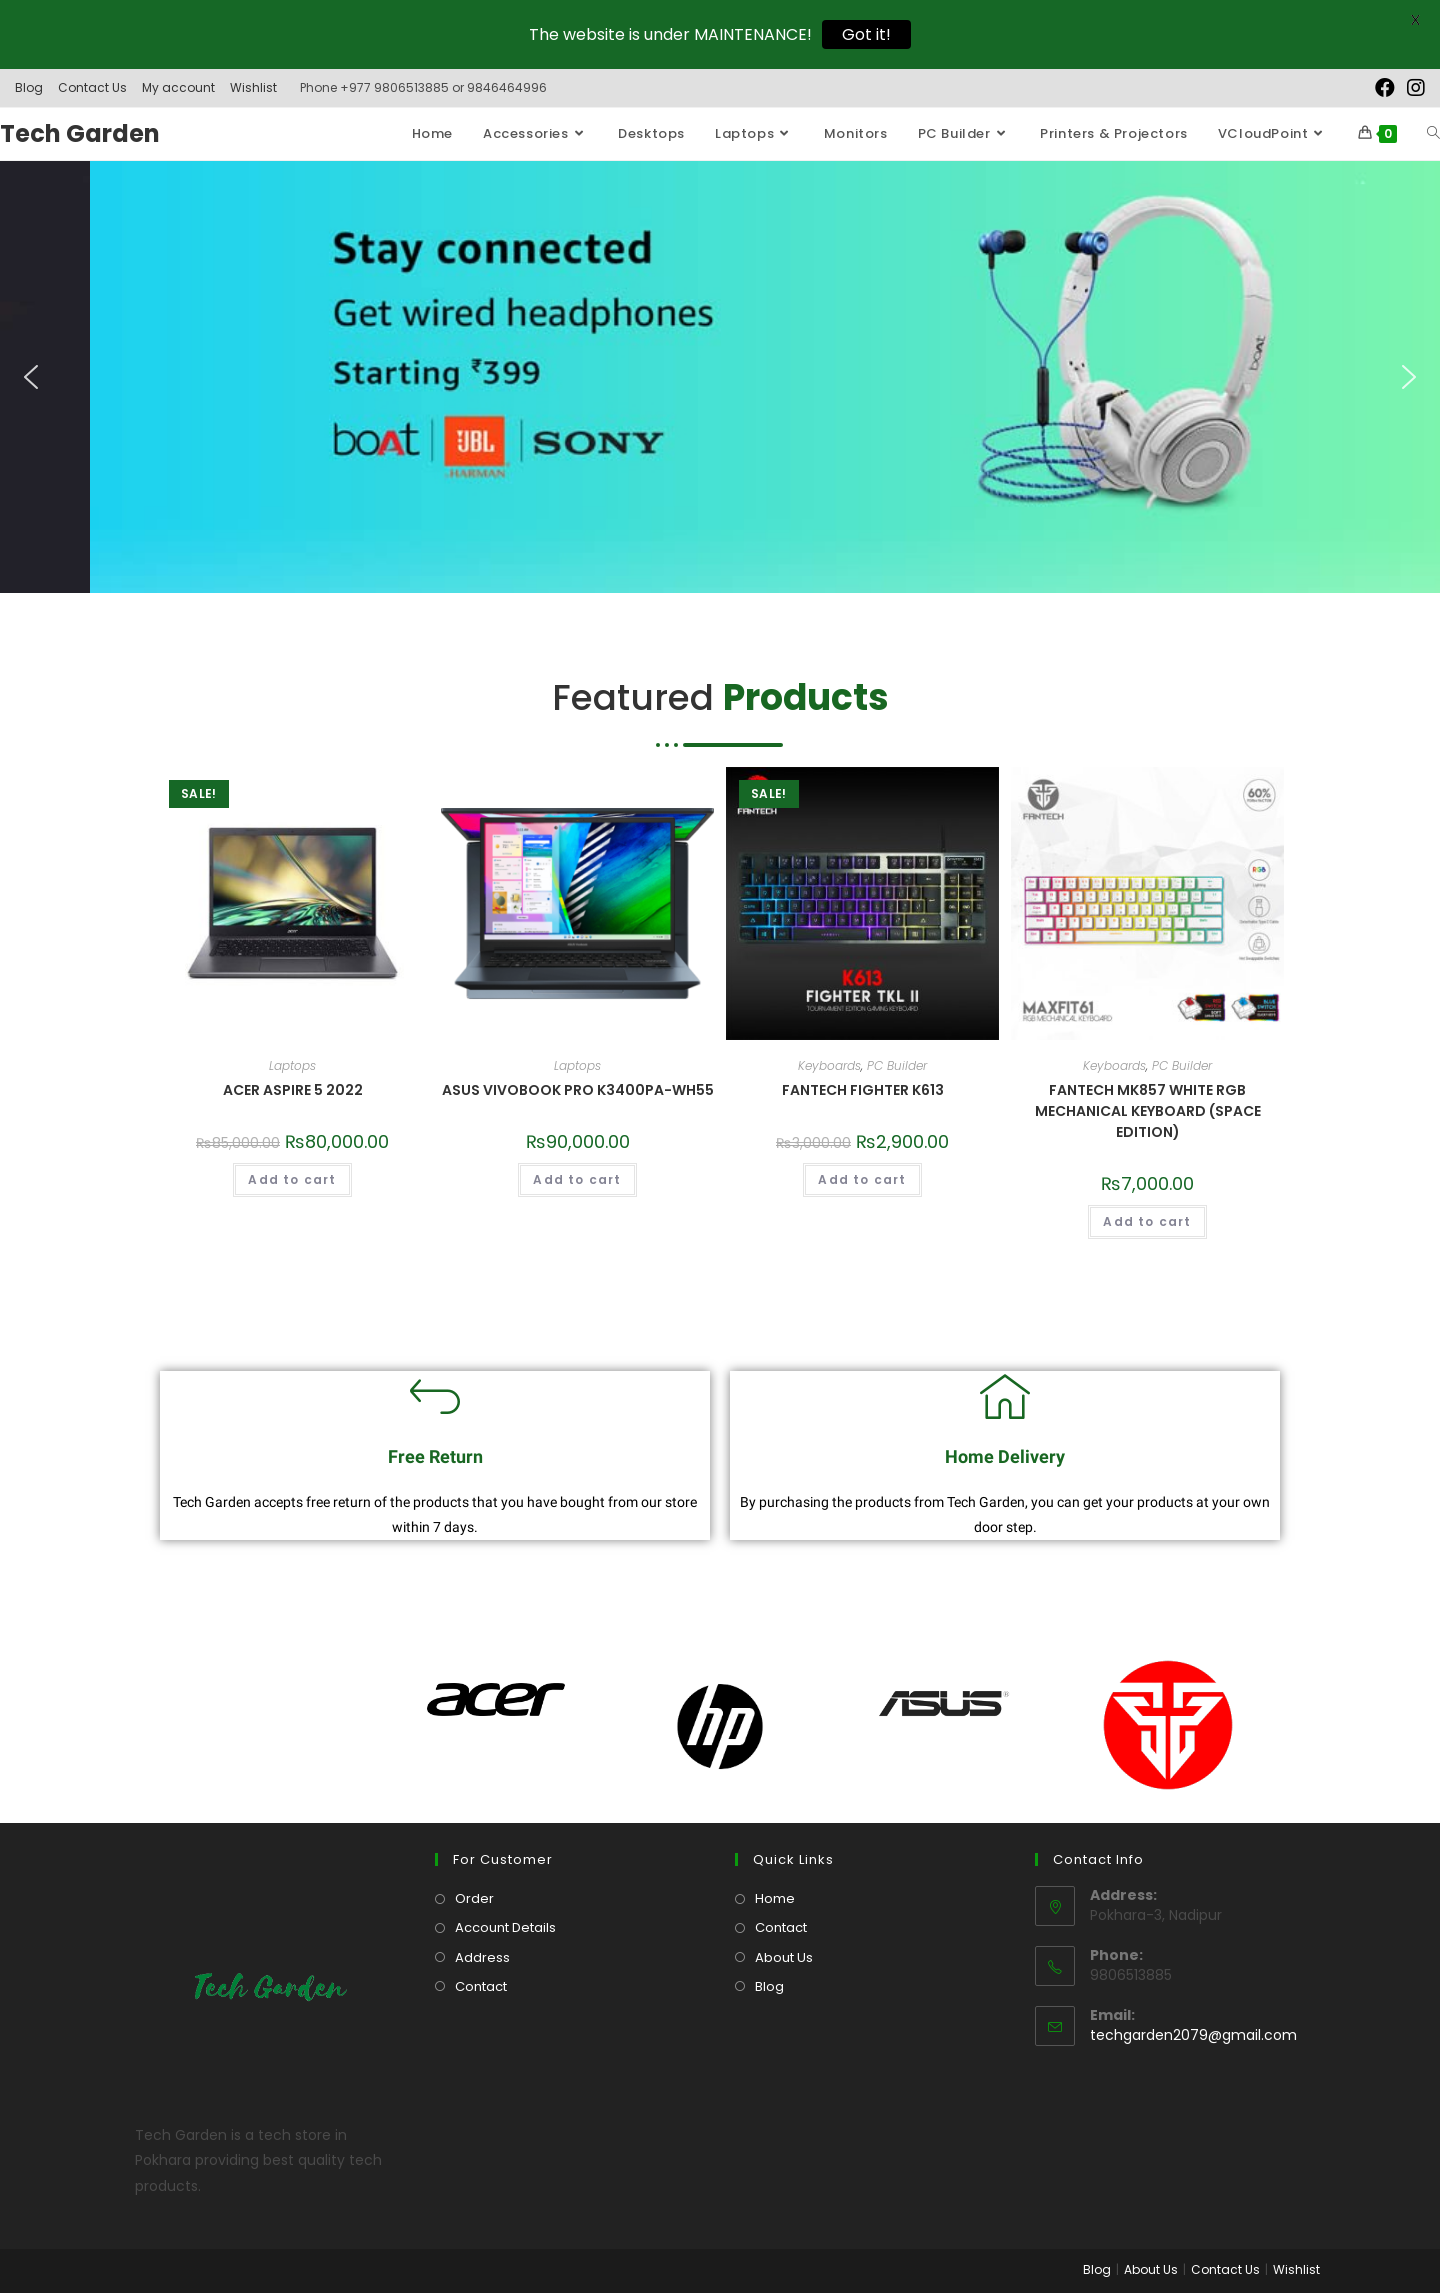 The website is under MAINTENANCE! Got it! X
Blog Contact Us My account Wishlist Phone +977 9806513885 or 9846464996
Tech Garden Home Accessories Desktops Laptops Monitors PC Builder Printers & Projectors VCloudPoint 0
Stay connected
Get wired headphones
Starting ₹399
boAt JBL SONY
HARMAN
boAt
Featured Products
SALE!
acer
SALE!
FANTECH
K613
FIGHTER TKL II
TOURNAMENT EDITION GAMING KEYBOARD
FANTECH
60%
RGB
Lighting
MAXFIT61
RGB MECHANICAL KEYBOARD
Laptops
ACER ASPIRE 5 2022
₨85,000.00 ₨80,000.00
Add to cart
Laptops
ASUS VIVOBOOK PRO K3400PA-WH55
₨90,000.00
Add to cart
Keyboards, PC Builder
FANTECH FIGHTER K613
₨3,000.00 ₨2,900.00
Add to cart
Keyboards, PC Builder
FANTECH MK857 WHITE RGB
MECHANICAL KEYBOARD (SPACE
EDITION)
₨7,000.00
Add to cart
Free Return
Tech Garden accepts free return of the products that you have bought from our store
within 7 days.
Home Delivery
By purchasing the products from Tech Garden, you can get your products at your own
door step.
acer hp ASUS
Tech Garden
Tech Garden is a tech store in
Pokhara providing best quality tech
products.
For Customer
Order
Account Details
Address
Contact
Quick Links
Home
Contact
About Us
Blog
Contact Info
Address:
Pokhara-3, Nadipur
Phone:
9806513885
Email:
techgarden2079@gmail.com
Blog About Us Contact Us Wishlist